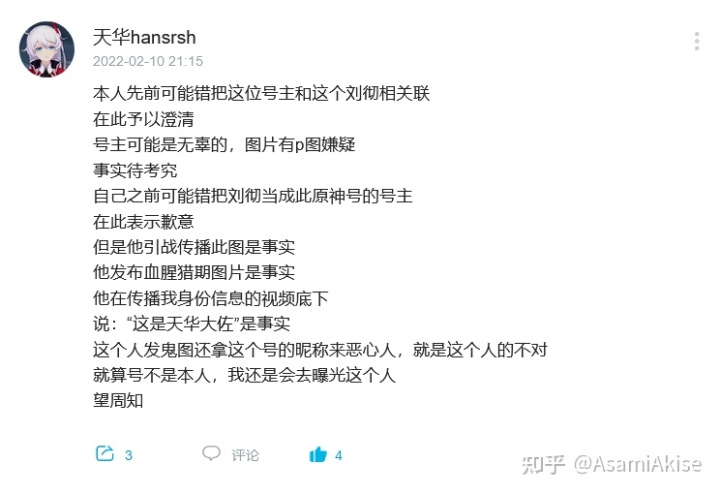 天华hansrsh
2022-02-10 21:15
本人先前可能错把这位号主和这个刘彻相关联
在此予以澄清
号主可能是无辜的，图片有p图嫌疑
事实待考究
自己之前可能错把刘彻当成此原神号的号主
在此表示歉意
但是他引战传播此图是事实
他发布血腥猎期图片是事实
他在传播我身份信息的视频底下
说：“这是天华大佐”是事实
这个人发鬼图还拿这个号的昵称来恶心人，就是这个人的不对
就算号不是本人，我还是会去曝光这个人
望周知
3 评论 4
知乎 @AsamiAkise